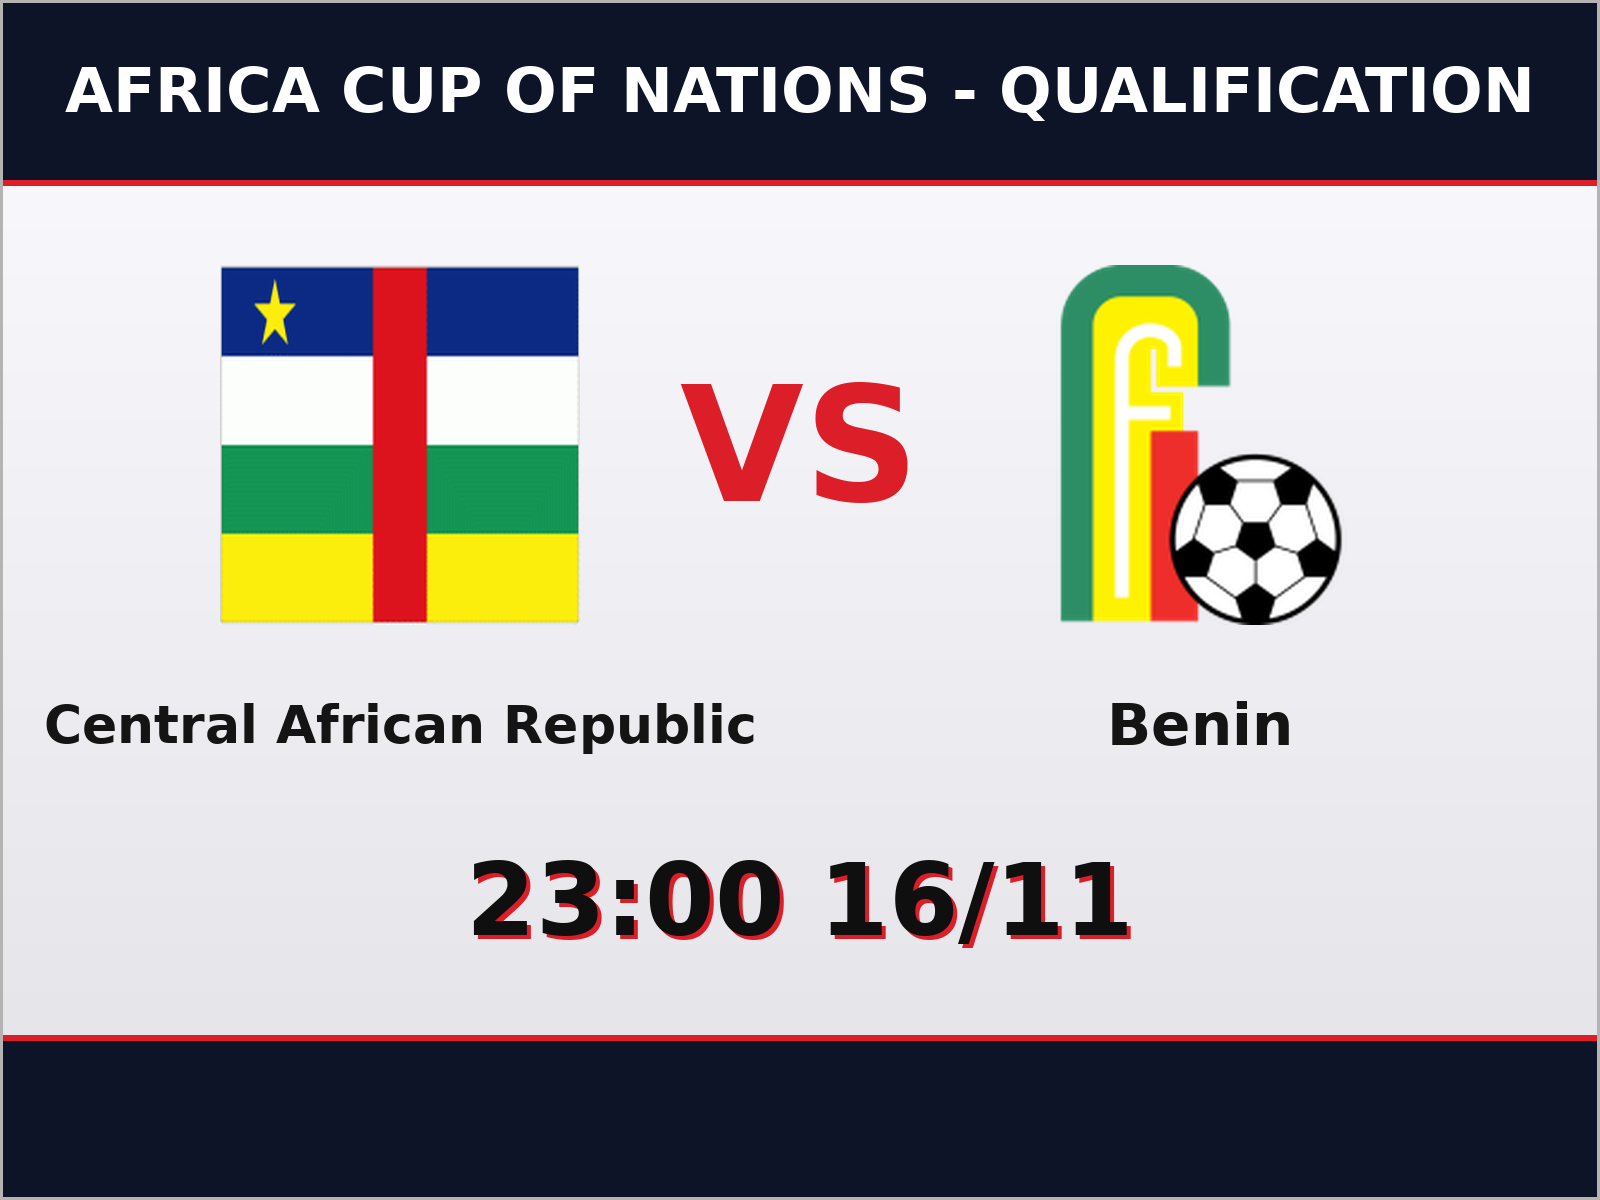 AFRICA CUP OF NATIONS - QUALIFICATION
VS
Central African Republic
Benin
23:00 16/11